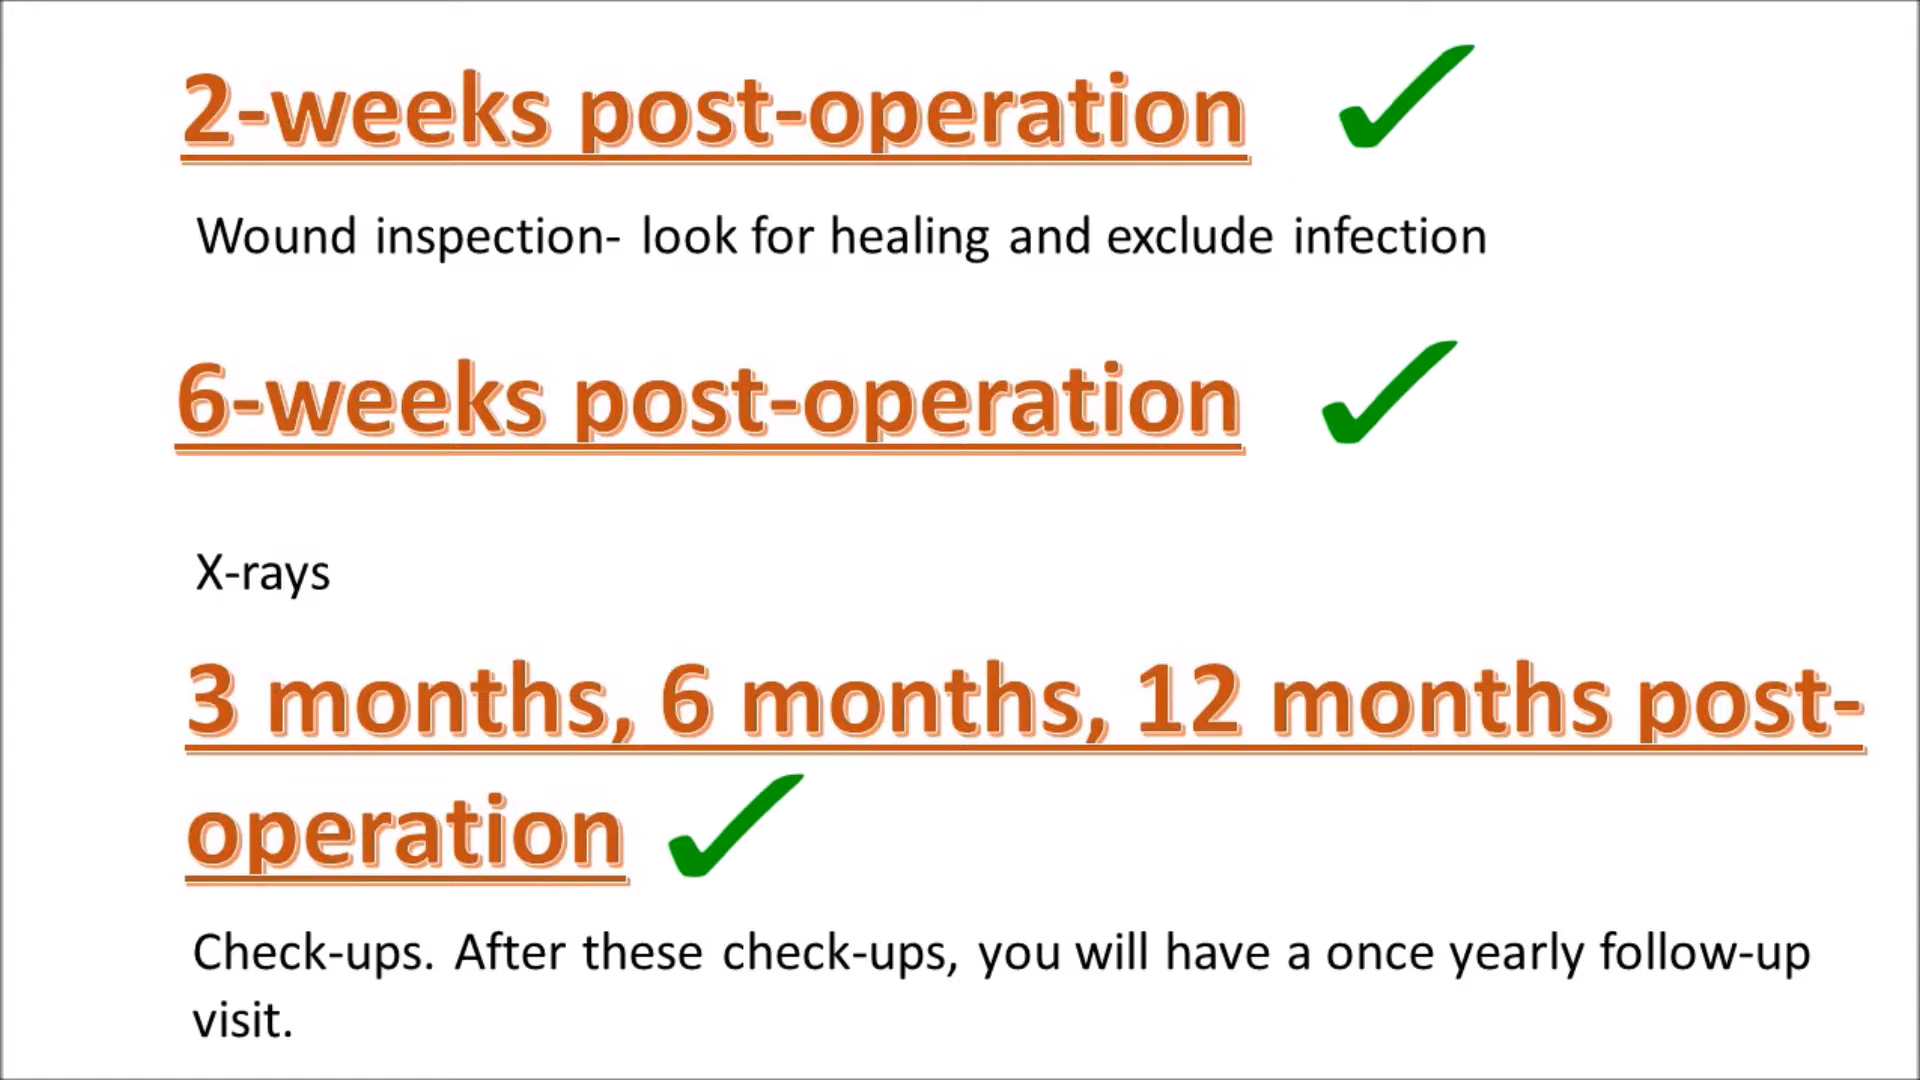 2-weeks post-operation
Wound inspection- look for healing and exclude infection
6-weeks post-operation
X-rays
3 months, 6 months, 12 months post-
operation
Check-ups. After these check-ups, you will have a once yearly follow-up
visit.